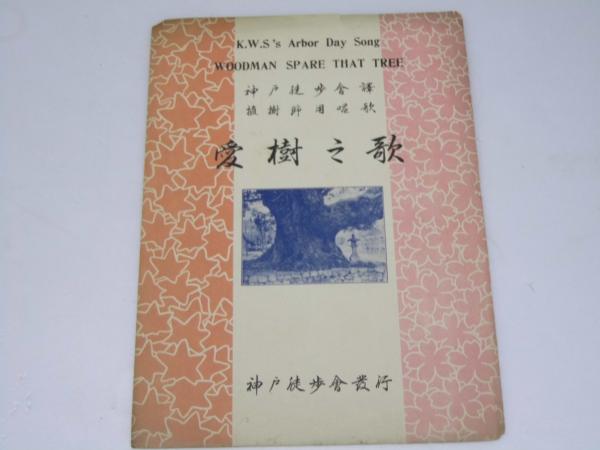 K.W.S's Arbor Day Song
WOODMAN SPARE THAT TREE
神戸徒歩會譯
植樹節用唱歌
愛樹之歌
神戸徒歩會發行